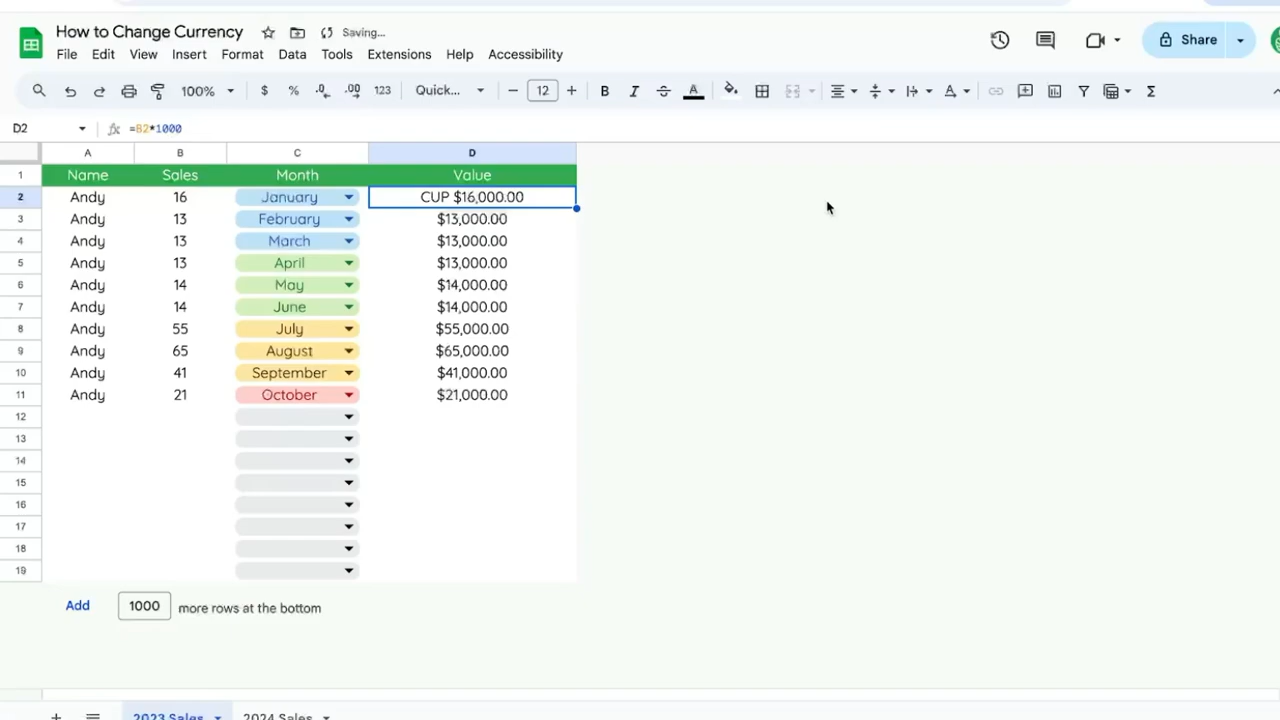 How to Change Currency Saving...
File Edit View Insert Format Data Tools Extensions Help Accessibility
Share
100% $ % .0 .00 123 Quick... − 12 + B I A Σ
D2 fx =B2*1000
A B C D
1 Name Sales Month Value
2 Andy 16 January CUP $16,000.00
3 Andy 13 February $13,000.00
4 Andy 13 March $13,000.00
5 Andy 13 April $13,000.00
6 Andy 14 May $14,000.00
7 Andy 14 June $14,000.00
8 Andy 55 July $55,000.00
9 Andy 65 August $65,000.00
10 Andy 41 September $41,000.00
11 Andy 21 October $21,000.00
12
13
14
15
16
17
18
19
Add 1000 more rows at the bottom
2023 Sales 2024 Sales